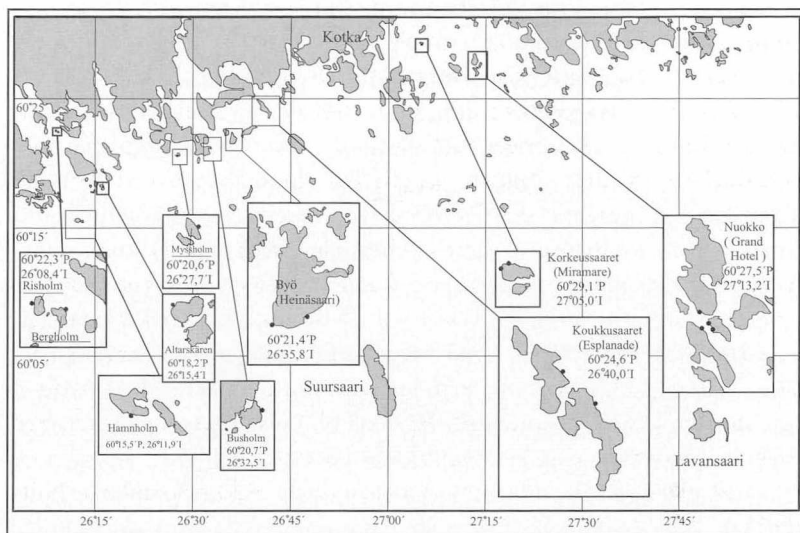 Kotka
60°25
60°15´
60°05
60°22,3´P
26°08,4´I
Risholm
Bergholm
Myssholm
60°20,6´P
26°27,7´I
Altarskären
60°18,2´P
26°15,4´I
Hamnholm
60°15,5´P, 26°11,9´I
Busholm
60°20,7´P
26°32,5´I
Byö
(Heinäsaari)
60°21,4´P
26°35,8´I
Suursaari
Korkeussaaret
(Miramare)
60°29,1´P
27°05,0´I
Koukkusaaret
(Esplanade)
60°24,6´P
26°40,0´I
Nuokko
( Grand
Hotel )
60°27,5´P
27°13,2´I
Lavansaari
26°15´
26°30´
26°45´
27°00´
27°15´
27°30´
27°45´